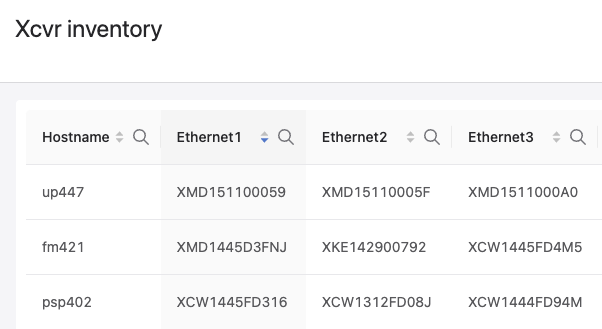 Xcvr inventory
Hostname Ethernet1 Ethernet2 Ethernet3
up447 XMD151100059 XMD15110005F XMD1511000A0
fm421 XMD1445D3FNJ XKE142900792 XCW1445FD4M5
psp402 XCW1445FD316 XCW1312FD08J XCW1444FD94M